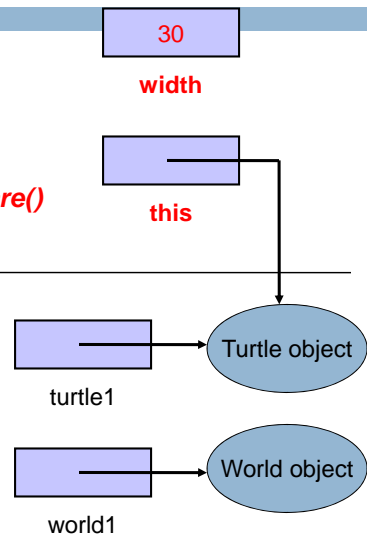 30
width
re()
this
Turtle object
turtle1
World object
world1